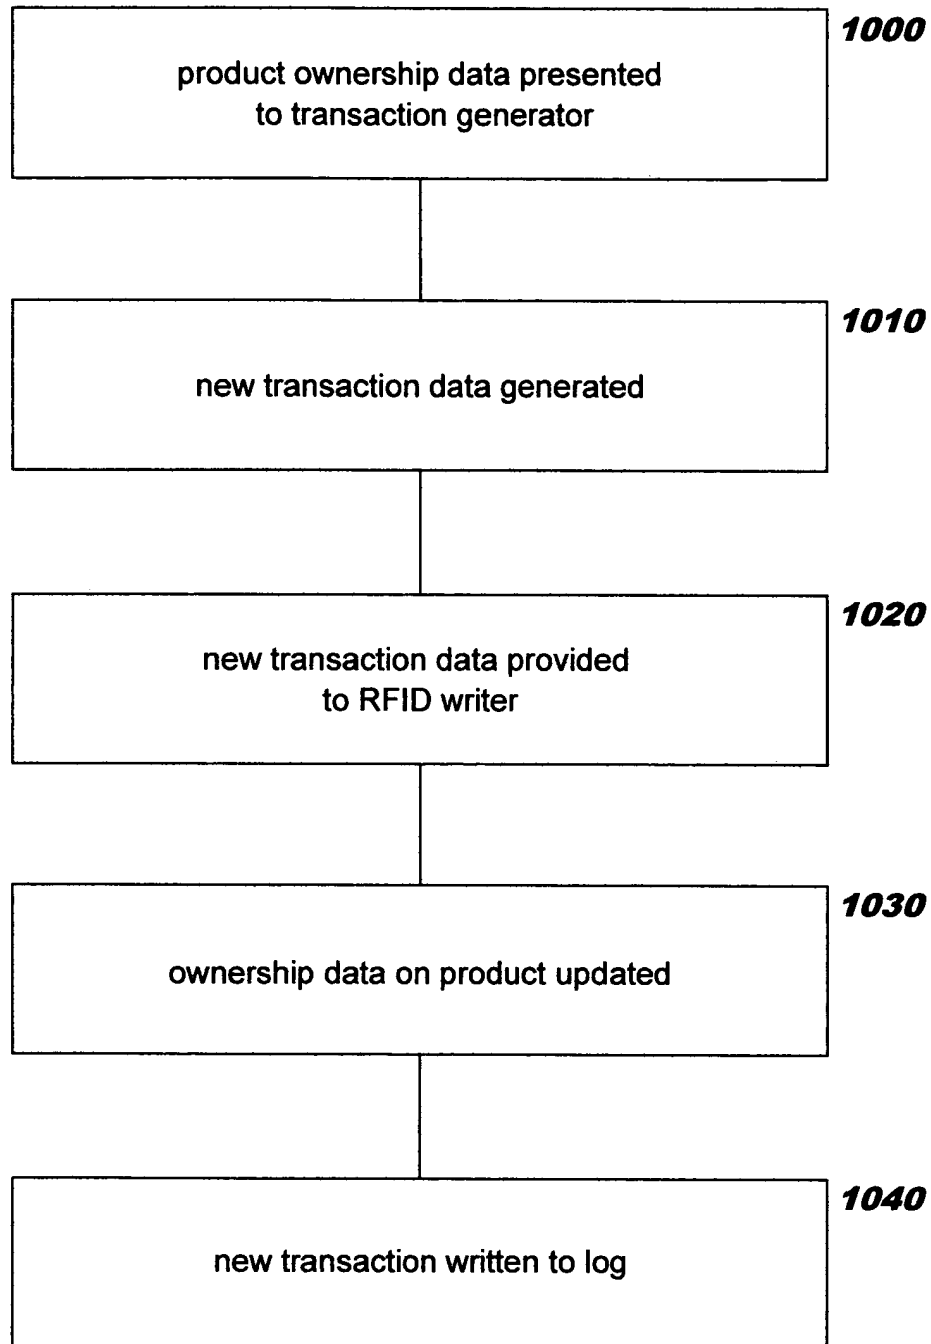 1000
product ownership data presented
to transaction generator
1010
new transaction data generated
1020
new transaction data provided
to RFID writer
1030
ownership data on product updated
1040
new transaction written to log